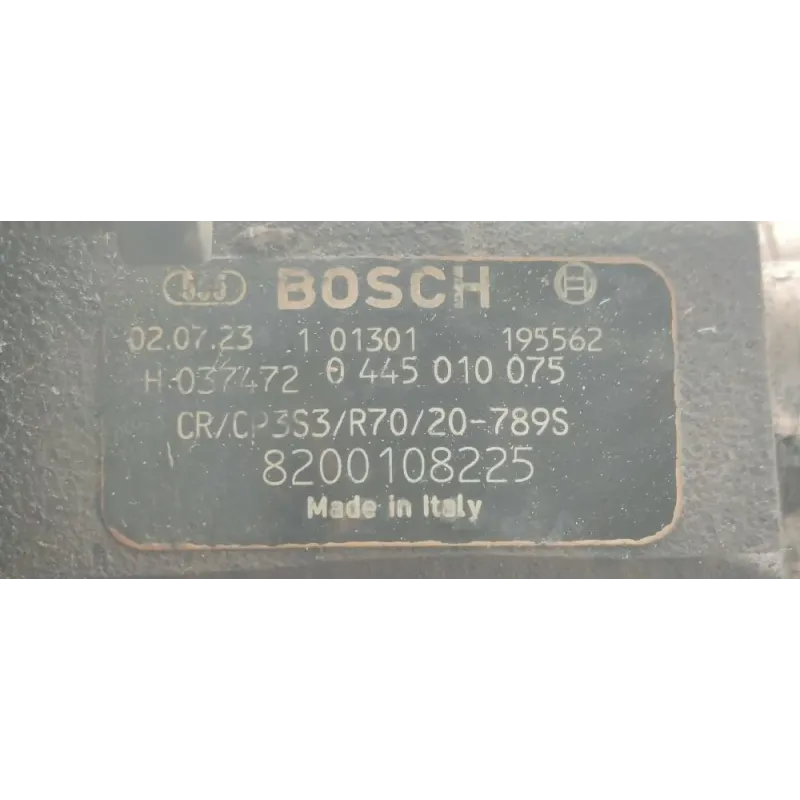 BOSCH
02.07.23 1 01301 195562
H-037472 0 445 010 075
CR/CP3S3/R70/20-789S
8200108225
Made in Italy